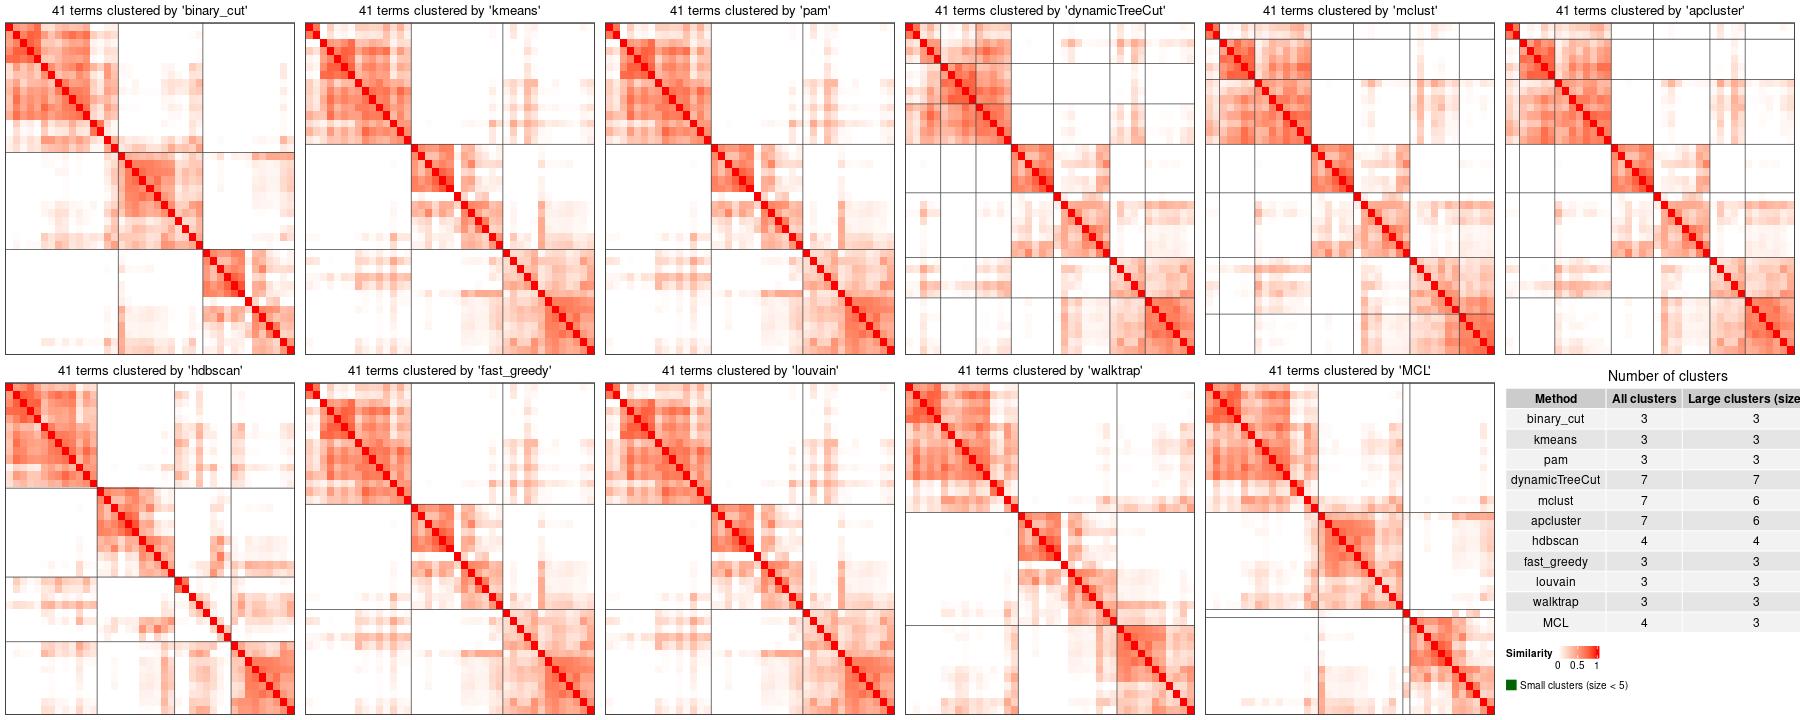 41 terms clustered by 'binary_cut'
41 terms clustered by 'kmeans'
41 terms clustered by 'pam'
41 terms clustered by 'dynamicTreeCut'
41 terms clustered by 'mclust'
41 terms clustered by 'apcluster'
41 terms clustered by 'hdbscan'
41 terms clustered by 'fast_greedy'
41 terms clustered by 'louvain'
41 terms clustered by 'walktrap'
41 terms clustered by 'MCL'
Number of clusters
Method All clusters Large clusters (size
binary_cut 3 3
kmeans 3 3
pam 3 3
dynamicTreeCut 7 7
mclust 7 6
apcluster 7 6
hdbscan 4 4
fast_greedy 3 3
louvain 3 3
walktrap 3 3
MCL 4 3
Similarity
0 0.5 1
Small clusters (size < 5)